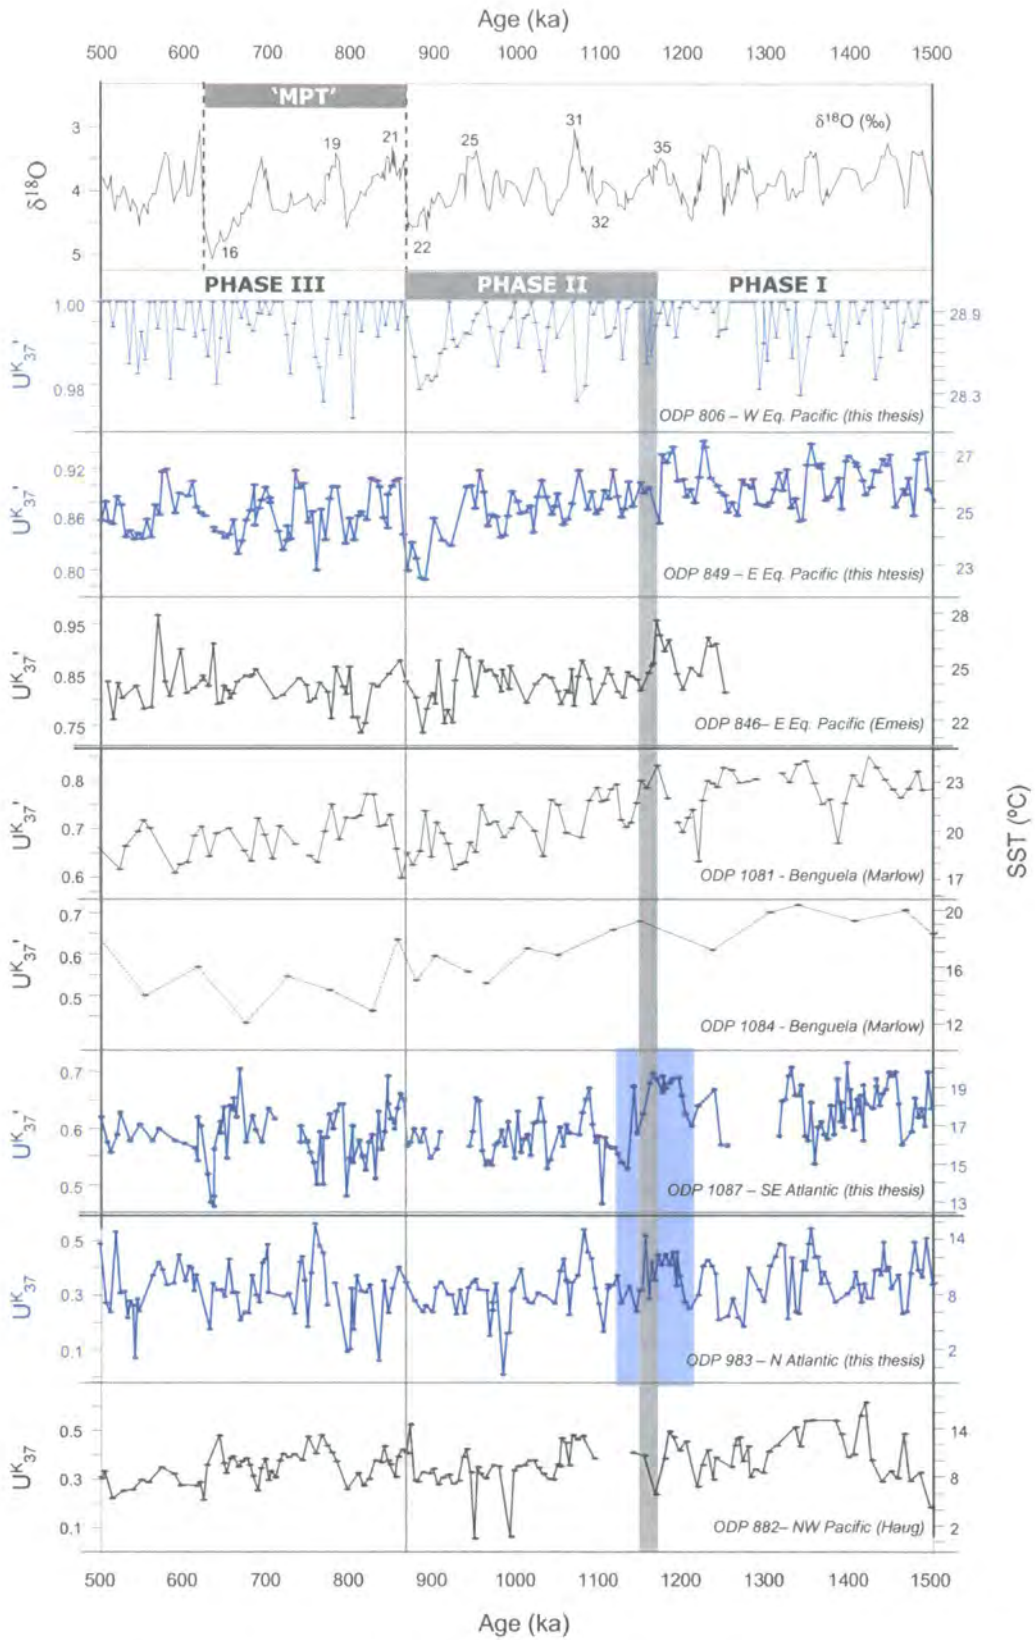 Age (ka)
500 600 700 800 900 1000 1100 1200 1300 1400 1500
'MPT'
δ18O (‰)
3
4
5
δ18O
16
19
21
22
25
31
32
35
PHASE III PHASE II PHASE I
1.00
0.98
UK37'
28.9
28.3
ODP 806 – W Eq. Pacific (this thesis)
0.92
0.86
0.80
UK37'
27
25
23
ODP 849 – E Eq. Pacific (this htesis)
0.95
0.85
0.75
UK37'
28
25
22
ODP 846– E Eq. Pacific (Emeis)
0.8
0.7
0.6
UK37'
23
20
17
ODP 1081 - Benguela (Marlow)
SST (ºC)
0.7
0.6
0.5
UK37'
20
16
12
ODP 1084 - Benguela (Marlow)
0.7
0.6
0.5
UK37'
19
17
15
13
ODP 1087 – SE Atlantic (this thesis)
0.5
0.3
0.1
UK37'
14
8
2
ODP 983 – N Atlantic (this thesis)
0.5
0.3
0.1
UK37
14
8
2
ODP 882– NW Pacific (Haug)
500 600 700 800 900 1000 1100 1200 1300 1400 1500
Age (ka)